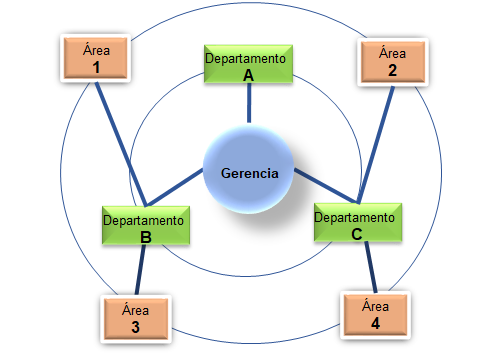 Área
1
Departamento
A
Área
2
Gerencia
Departamento
B
Departamento
C
Área
3
Área
4